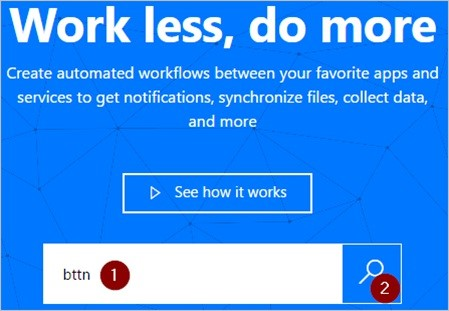 Work less, do more
Create automated workflows between your favorite apps and
services to get notifications, synchronize files, collect data,
and more
See how it works
bttn 1
2